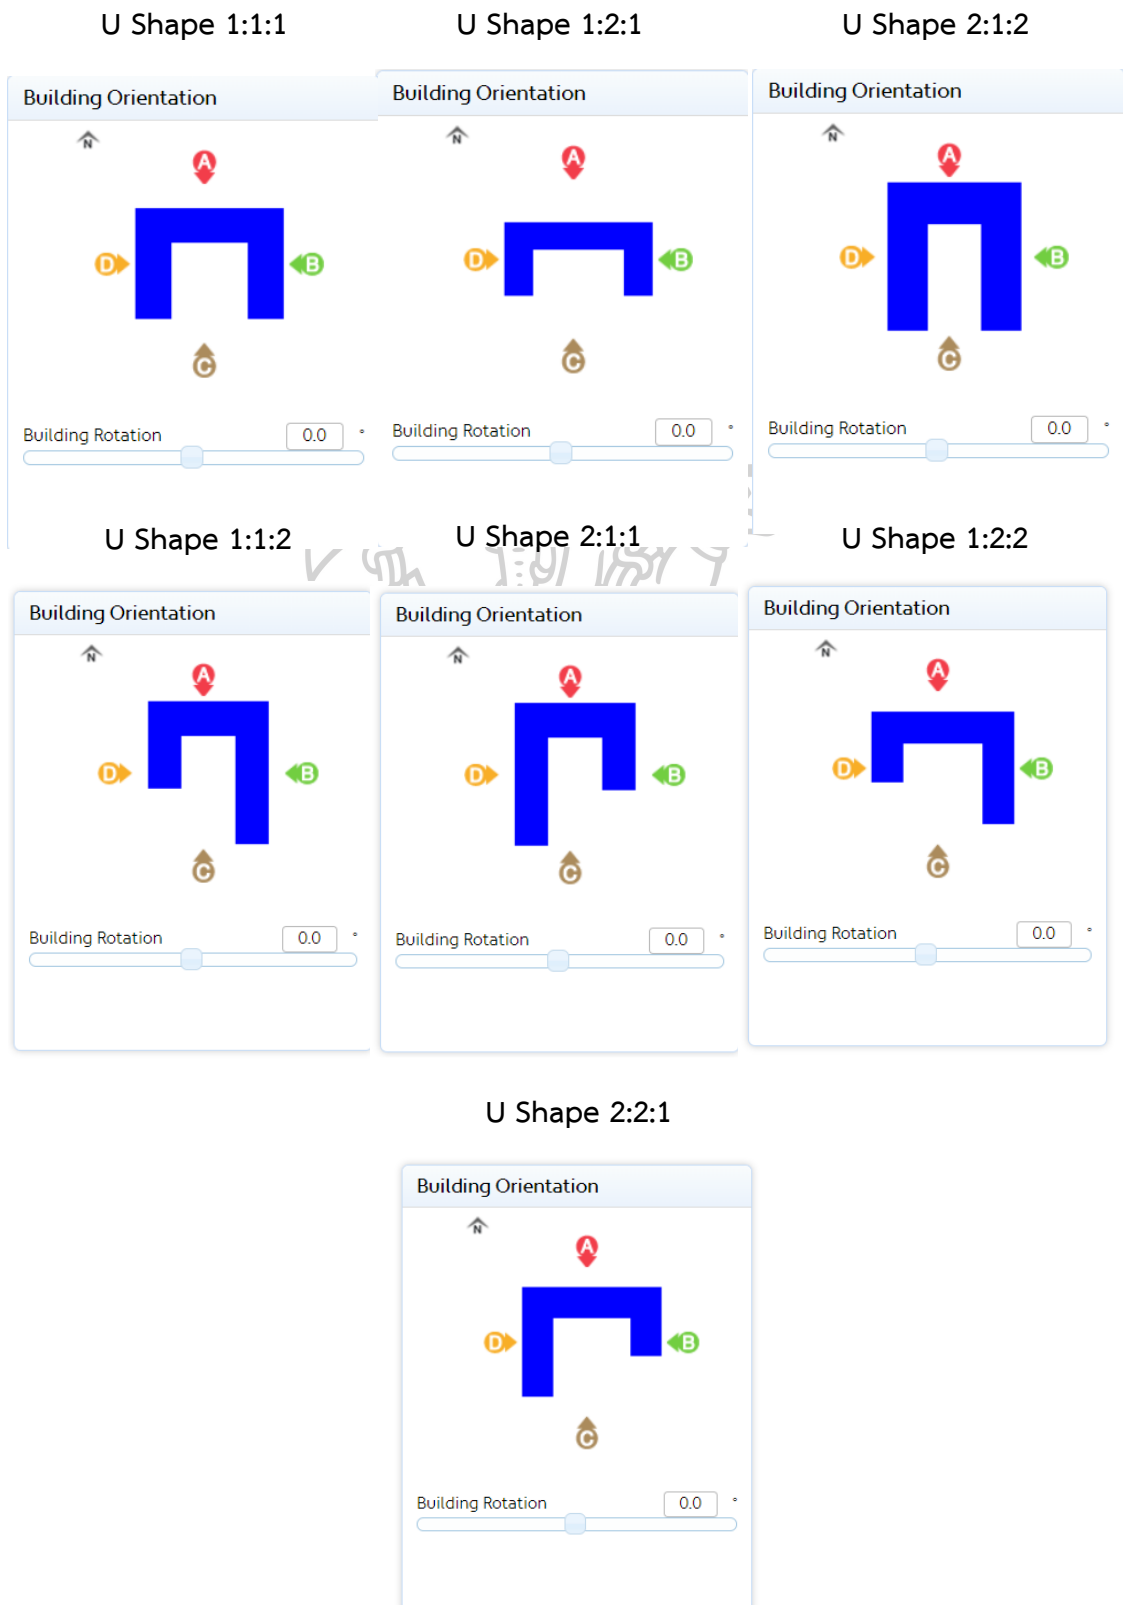 U Shape 1:1:1
U Shape 1:2:1
U Shape 2:1:2
Building Orientation
N
A
D
B
C
Building Rotation
0.0 °
Building Orientation
N
A
D
B
C
Building Rotation
0.0 °
Building Orientation
N
A
D
B
C
Building Rotation
0.0 °
U Shape 1:1:2
U Shape 2:1:1
U Shape 1:2:2
Building Orientation
N
A
D
B
C
Building Rotation
0.0 °
Building Orientation
N
A
D
B
C
Building Rotation
0.0 °
Building Orientation
N
A
D
B
C
Building Rotation
0.0 °
U Shape 2:2:1
Building Orientation
N
A
D
B
C
Building Rotation
0.0 °